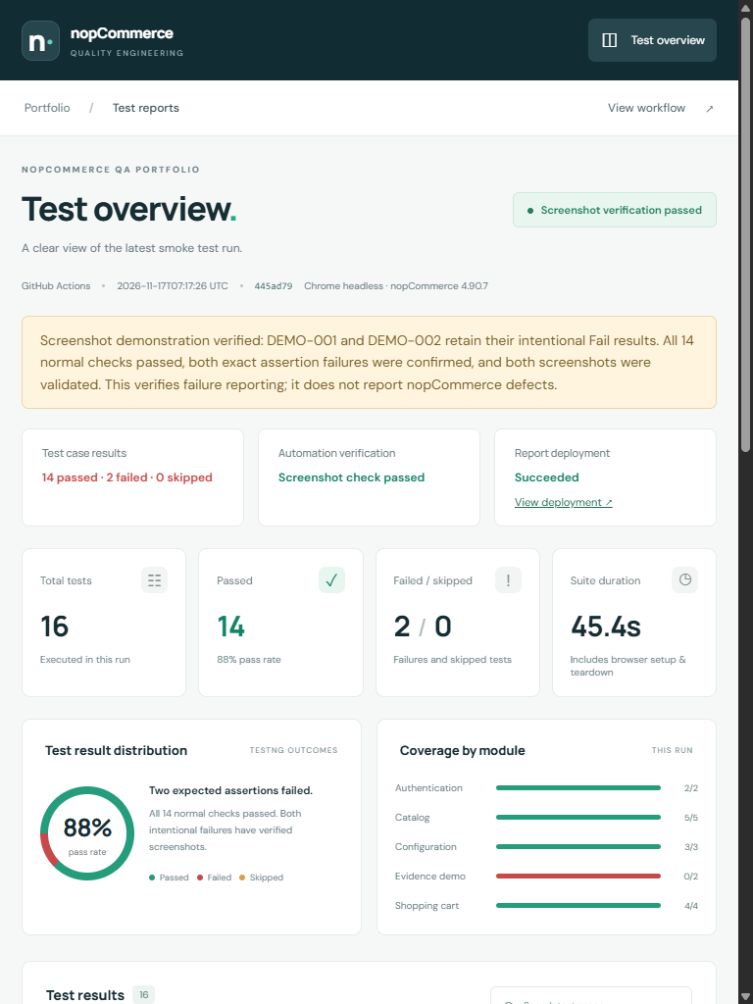 n·
nopCommerce
QUALITY ENGINEERING
Test overview
Portfolio / Test reports
View workflow ↗
NOPCOMMERCE QA PORTFOLIO
Test overview.
Screenshot verification passed
A clear view of the latest smoke test run.
GitHub Actions • 2026-11-17T07:17:26 UTC • 445ad79 Chrome headless · nopCommerce 4.90.7
Screenshot demonstration verified: DEMO-001 and DEMO-002 retain their intentional Fail results. All 14
normal checks passed, both exact assertion failures were confirmed, and both screenshots were
validated. This verifies failure reporting; it does not report nopCommerce defects.
Test case results
14 passed · 2 failed · 0 skipped
Automation verification
Screenshot check passed
Report deployment
Succeeded
View deployment ↗
Total tests
16
Executed in this run
Passed
✓
14
88% pass rate
Failed / skipped
!
2 / 0
Failures and skipped tests
Suite duration
45.4s
Includes browser setup &
teardown
Test result distribution
TESTNG OUTCOMES
88%
pass rate
Two expected assertions failed.
All 14 normal checks passed. Both
intentional failures have verified
screenshots.
Passed Failed Skipped
Coverage by module
THIS RUN
Authentication 2/2
Catalog 5/5
Configuration 3/3
Evidence demo 0/2
Shopping cart 4/4
Test results 16